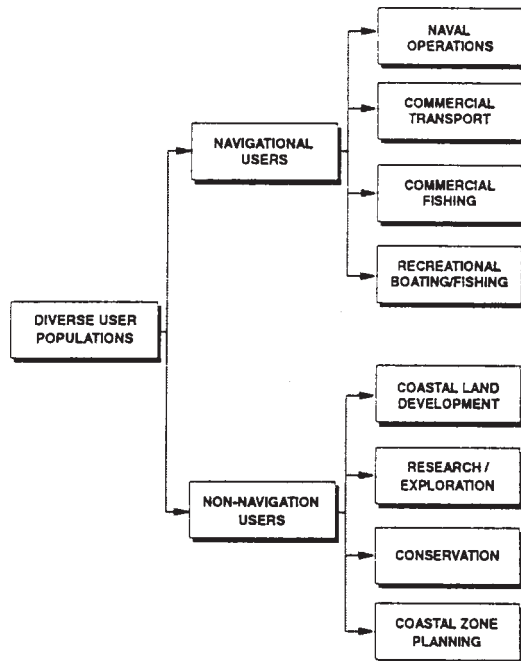 NAVAL
OPERATIONS
COMMERCIAL
TRANSPORT
NAVIGATIONAL
USERS
COMMERCIAL
FISHING
RECREATIONAL
BOATING/FISHING
DIVERSE USER
POPULATIONS
COASTAL LAND
DEVELOPMENT
RESEARCH /
EXPLORATION
NON-NAVIGATION
USERS
CONSERVATION
COASTAL ZONE
PLANNING